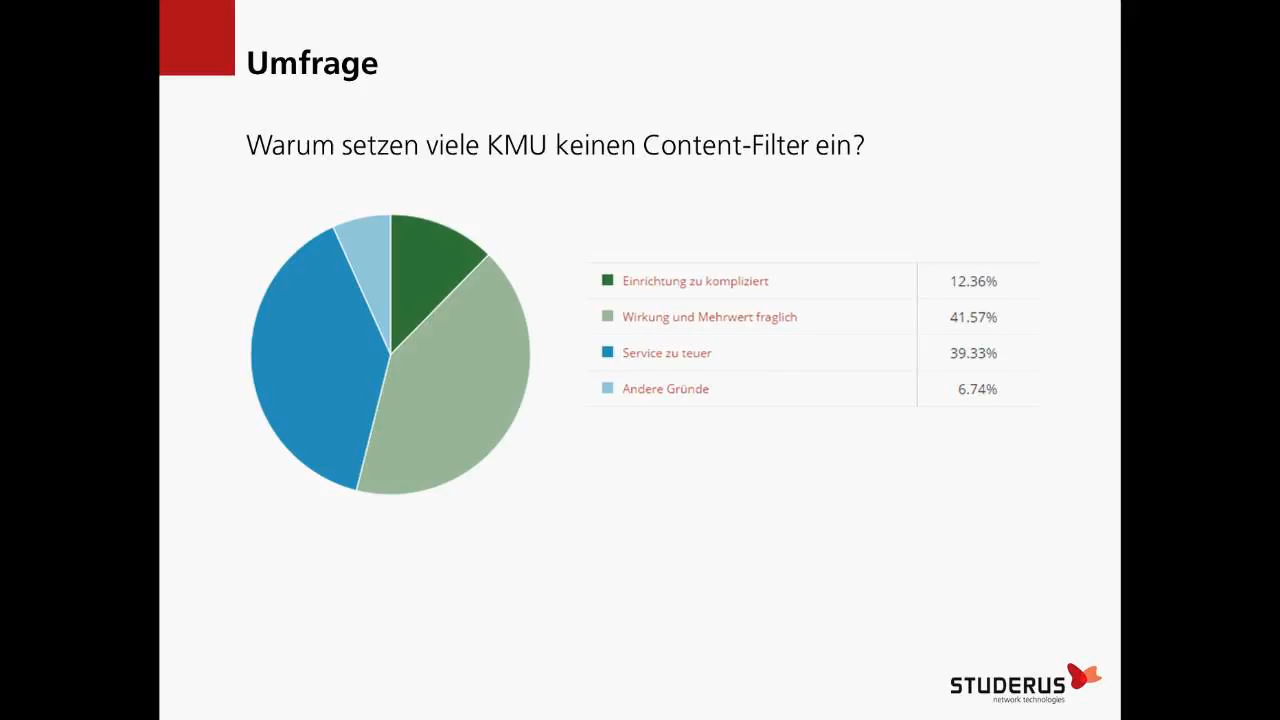 Umfrage
Warum setzen viele KMU keinen Content-Filter ein?
Einrichtung zu kompliziert 12.36%
Wirkung und Mehrwert fraglich 41.57%
Service zu teuer 39.33%
Andere Gründe 6.74%
STUDERUS
network technologies